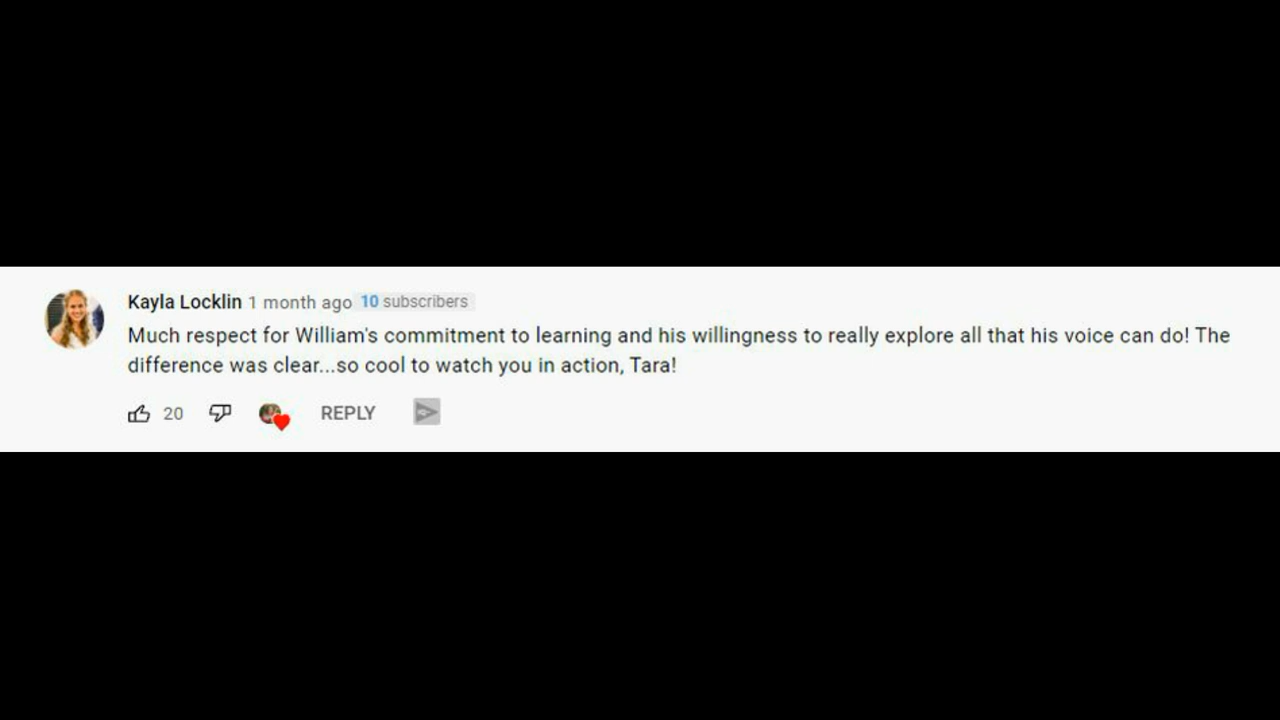 Kayla Locklin 1 month ago 10 subscribers
Much respect for William's commitment to learning and his willingness to really explore all that his voice can do! The
difference was clear...so cool to watch you in action, Tara!
20 REPLY